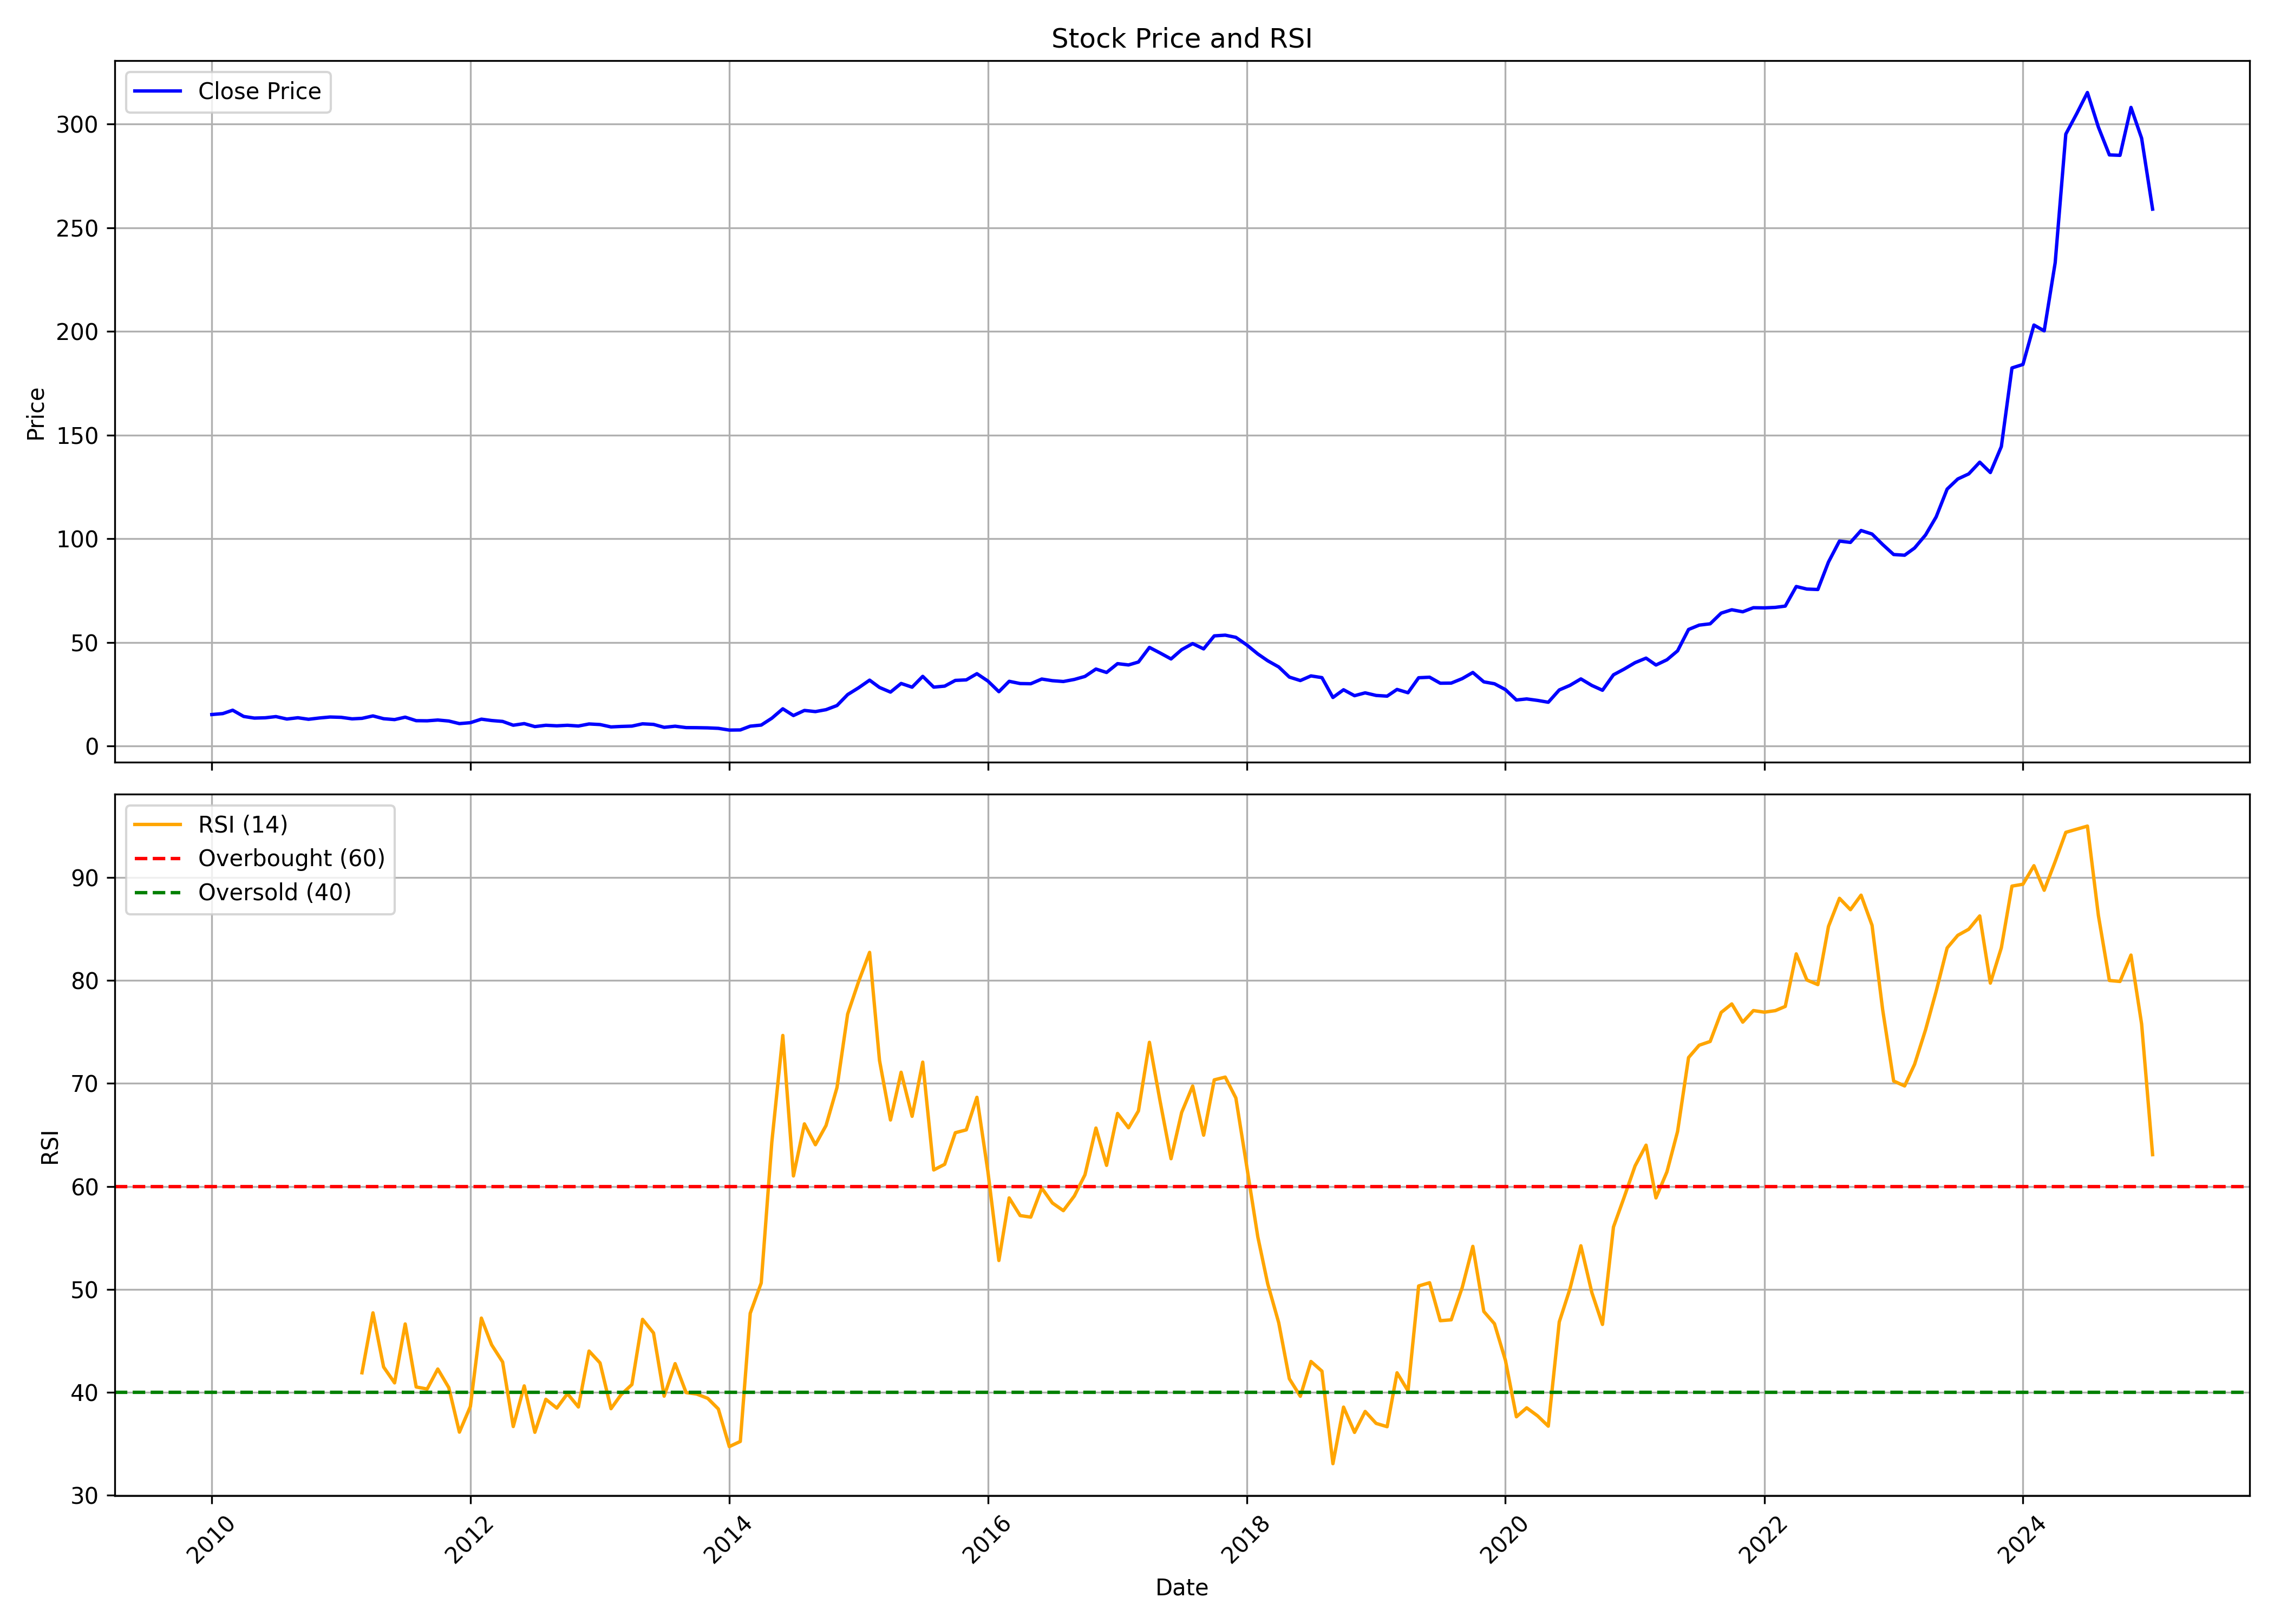 Stock Price and RSI
Close Price
300
250
200
150
100
50
0
Price
RSI (14)
Overbought (60)
Oversold (40)
90
80
70
60
50
40
30
RSI
2010
2012
2014
2016
2018
2020
2022
2024
Date